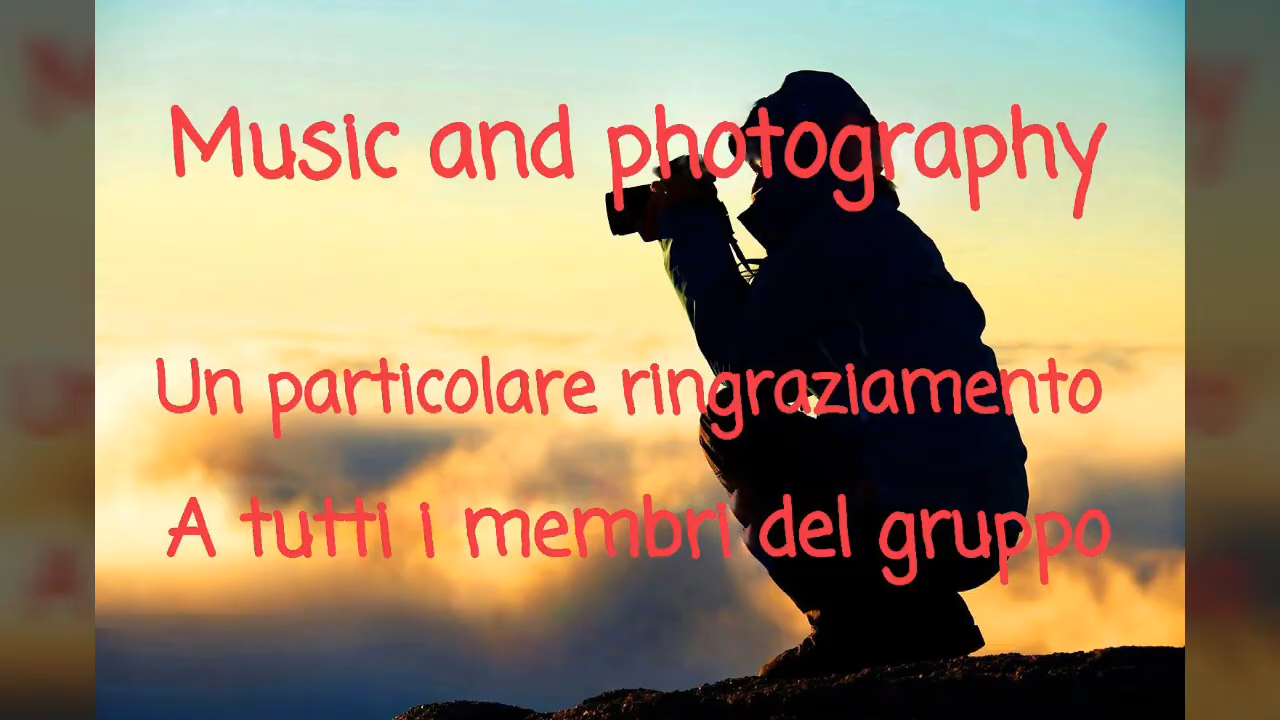 Music and photography
Un particolare ringraziamento
A tutti i membri del gruppo